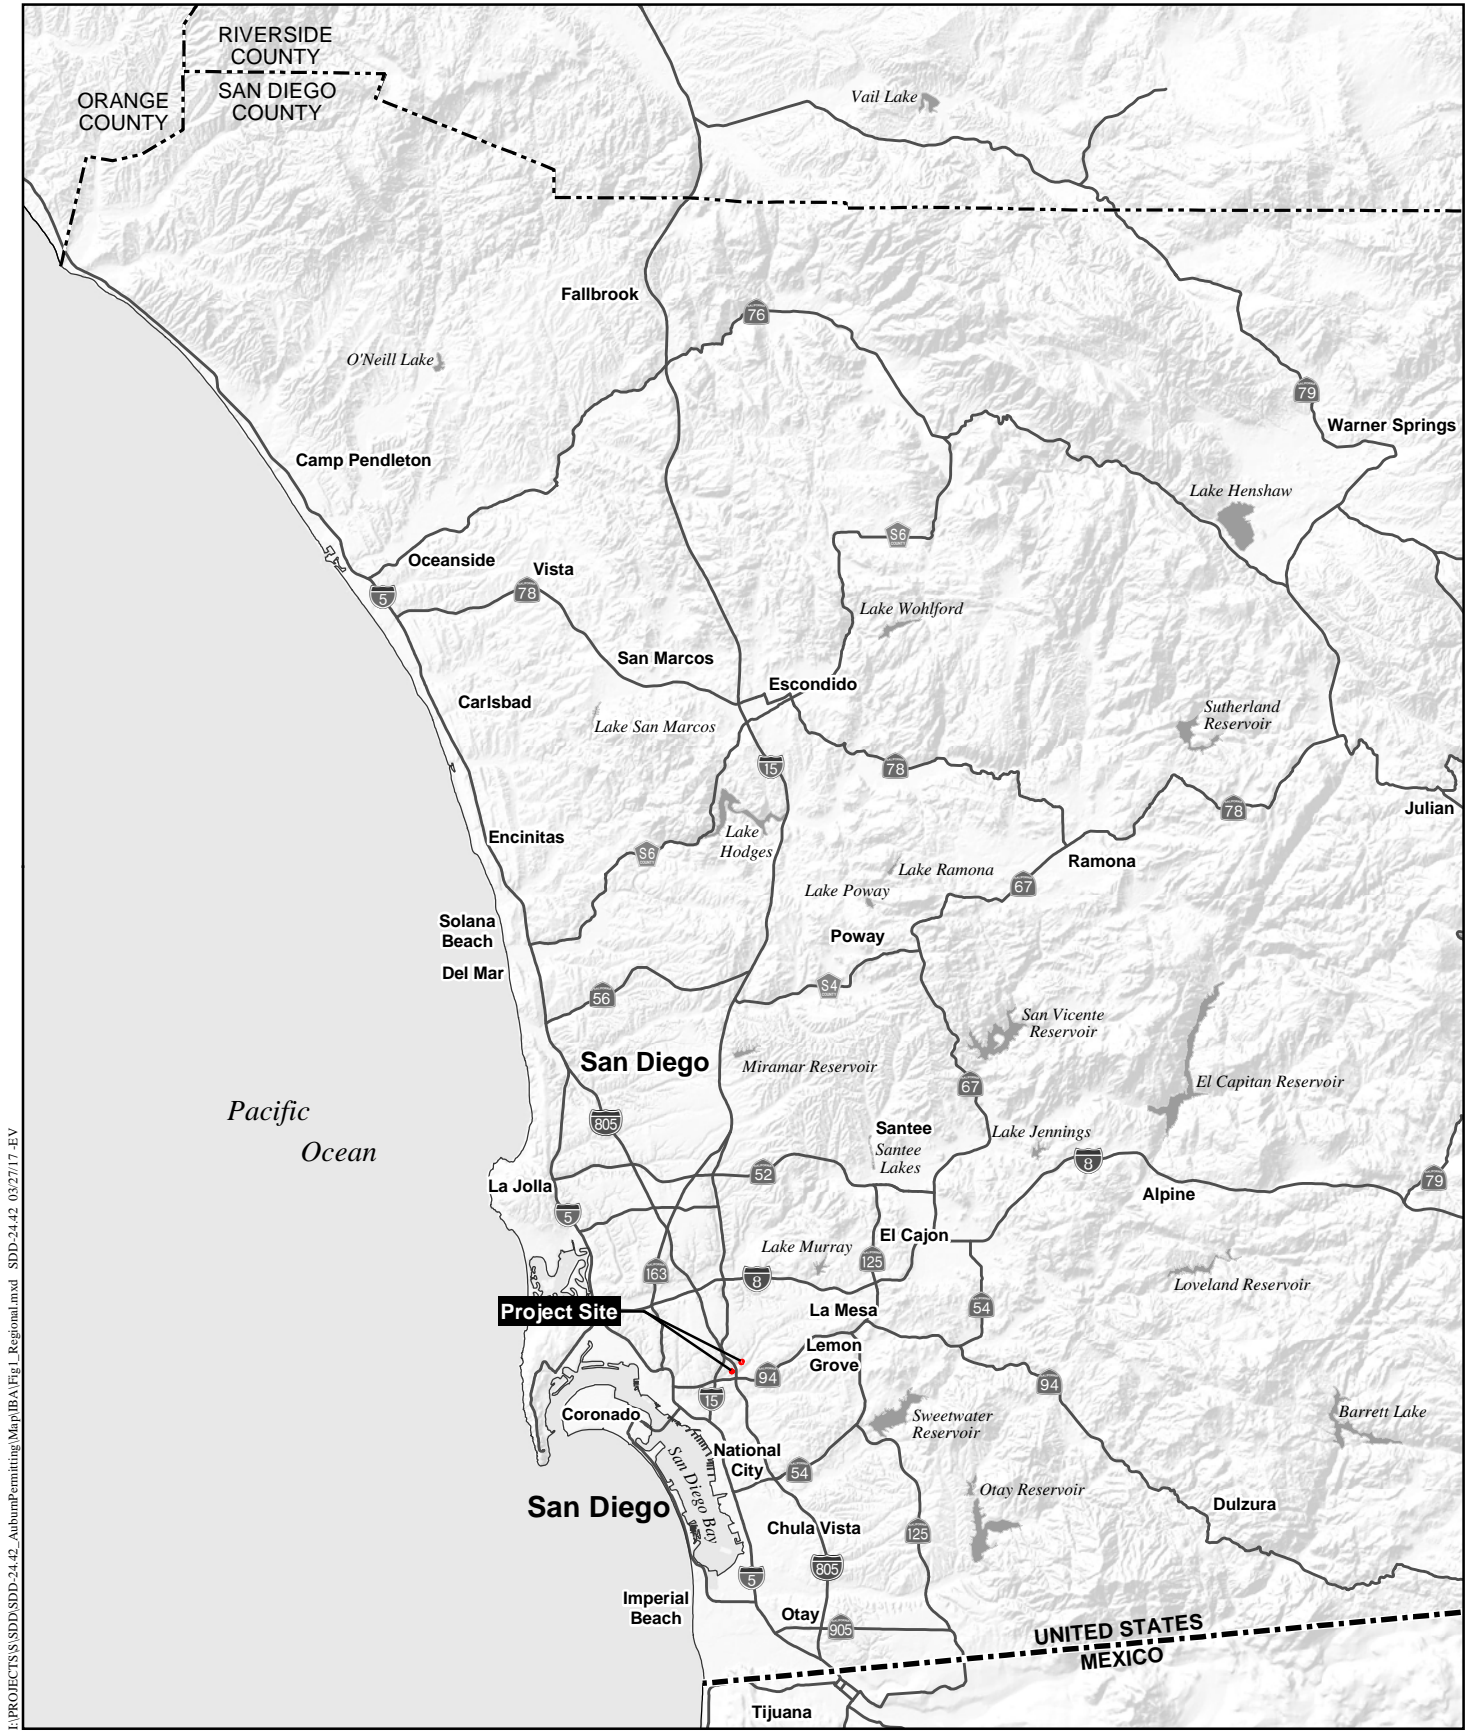 RIVERSIDE
COUNTY
ORANGE
COUNTY
SAN DIEGO
COUNTY
Vail Lake
Fallbrook
76
O'Neill Lake
79
Warner Springs
Camp Pendleton
Lake Henshaw
S6
COUNTY
Oceanside
Vista
5
78
Lake Wohlford
San Marcos
Escondido
Carlsbad
Lake San Marcos
Sutherland
Reservoir
15
78
78
Julian
Encinitas
Lake
Hodges
S6
COUNTY
Ramona
Lake Ramona
67
Lake Poway
Solana
Beach
Poway
Del Mar
56
S4
COUNTY
San Vicente
Reservoir
San Diego
Miramar Reservoir
El Capitan Reservoir
67
Pacific
Ocean
805
Santee
Santee
Lakes
Lake Jennings
8
52
79
La Jolla
Alpine
5
El Cajon
Lake Murray
125
163
8
Loveland Reservoir
Project Site
La Mesa
54
Lemon
Grove
94
94
15
Coronado
Sweetwater
Reservoir
Barrett Lake
National
City
54
San Diego Bay
Otay Reservoir
San Diego
Dulzura
Chula Vista
125
805
5
Imperial
Beach
Otay
905
UNITED STATES
MEXICO
Tijuana
I:\PROJECTS\S\SDD\SDD-24.42_AuburnPermitting\Map\IBA\Fig1_Regional.mxd SDD-24.42 03/27/17 -EV